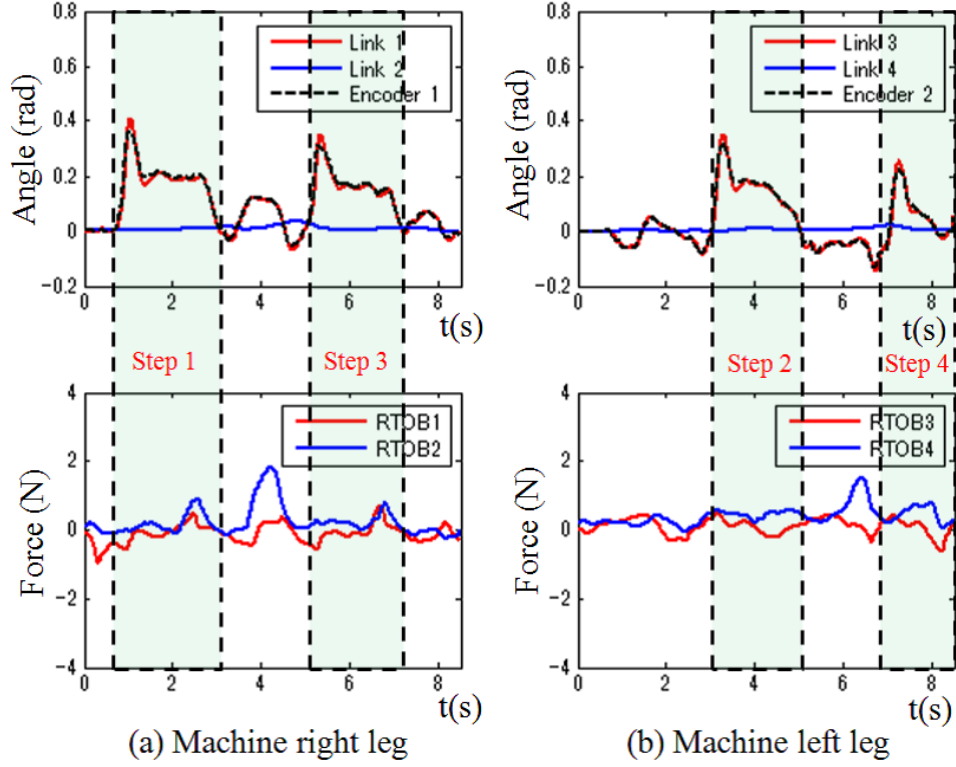 0.8
0.6
0.4
0.2
0
-0.2
Angle (rad)
Link 1
Link 2
Encoder 1
0 2 4 6 8
t(s)
0.8
0.6
0.4
0.2
0
-0.2
Angle (rad)
Link 3
Link 4
Encoder 2
0 2 4 6 8
t(s)
Step 1
Step 3
Step 2
Step 4
4
2
0
-2
-4
Force (N)
RTOB1
RTOB2
0 2 4 6 8
t(s)
4
2
0
-2
-4
Force (N)
RTOB3
RTOB4
0 2 4 6 8
t(s)
(a) Machine right leg
(b) Machine left leg